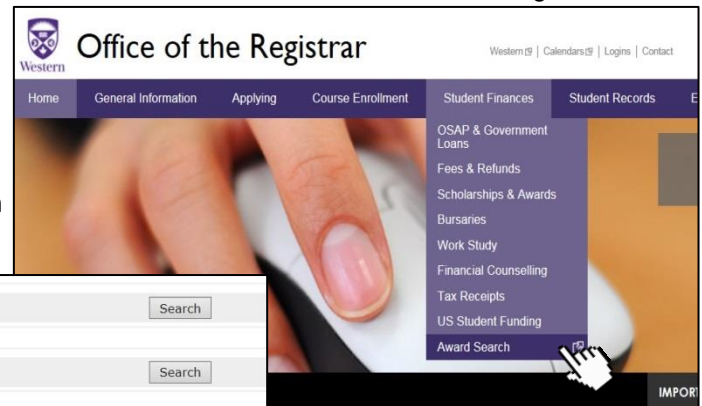 Western
Office of the Registrar
Western | Calendars | Logins | Contact
Home General Information Applying Course Enrollment Student Finances Student Records E
OSAP & Government
Loans
Fees & Refunds
Scholarships & Awards
Bursaries
Work Study
Financial Counselling
Tax Receipts
US Student Funding
Award Search
n
Search
Search
IMPOR